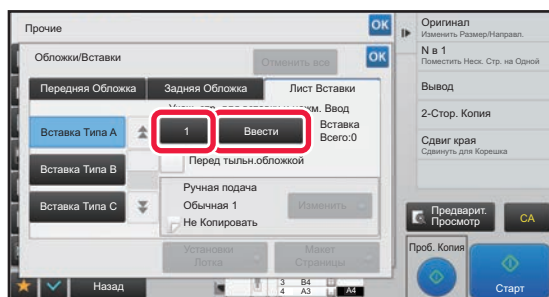 Прочие
OK
Обложки/Вставки
Отменить все
OK
Передняя Обложка
Задняя Обложка
Лист Вставки
Ввод
Вставка Типа A
1
Ввести
Вставка
Всего:0
Вставка Типа B
Перед тыльн.обложкой
Вставка Типа C
Ручная подача
Обычная 1
Изменить
Не Копировать
Установки
Лотка
Макет
Страницы
Назад
3 B4
4 A3
A4
Оригинал
Изменить Размер/Направл.
N в 1
Поместить Неск. Стр. на Одной
Вывод
2-Стор. Копия
Сдвиг края
Сдвинуть для Корешка
Предварит.
Просмотр
CA
Проб. Копия
Старт